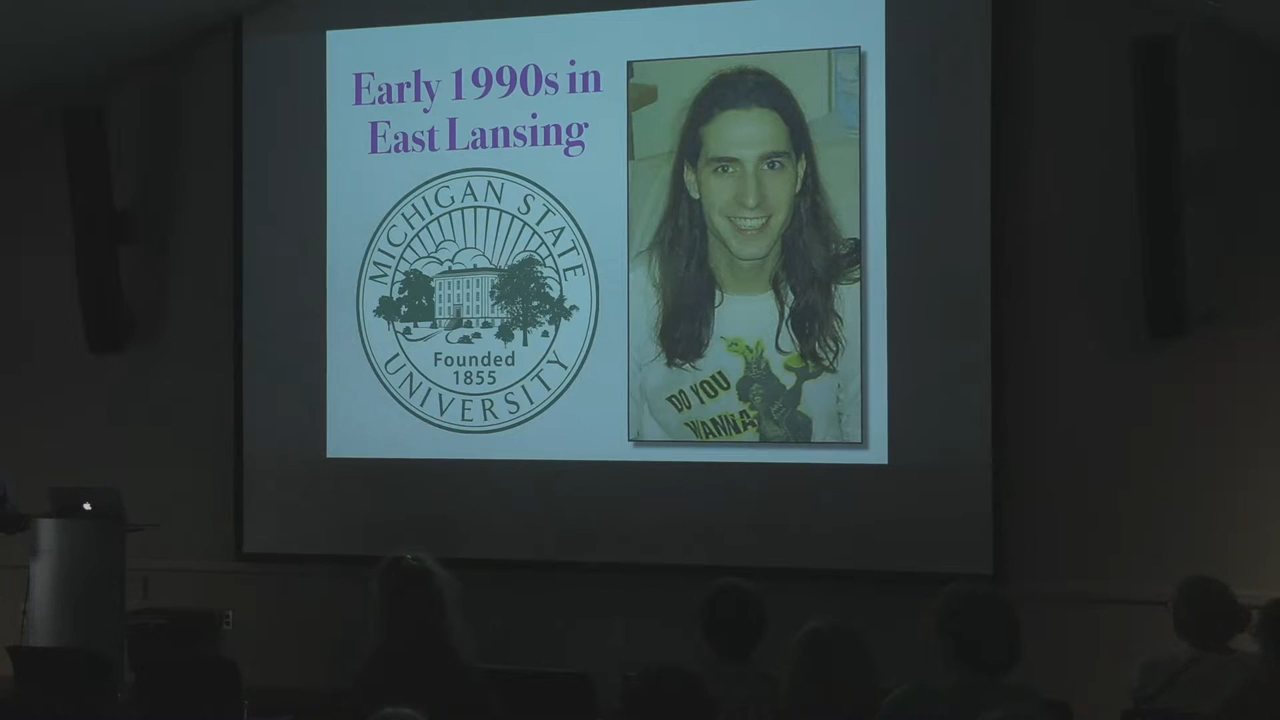 Early 1990s in
East Lansing
MICHIGAN STATE
UNIVERSITY
Founded
1855
DO YOU
WANNA